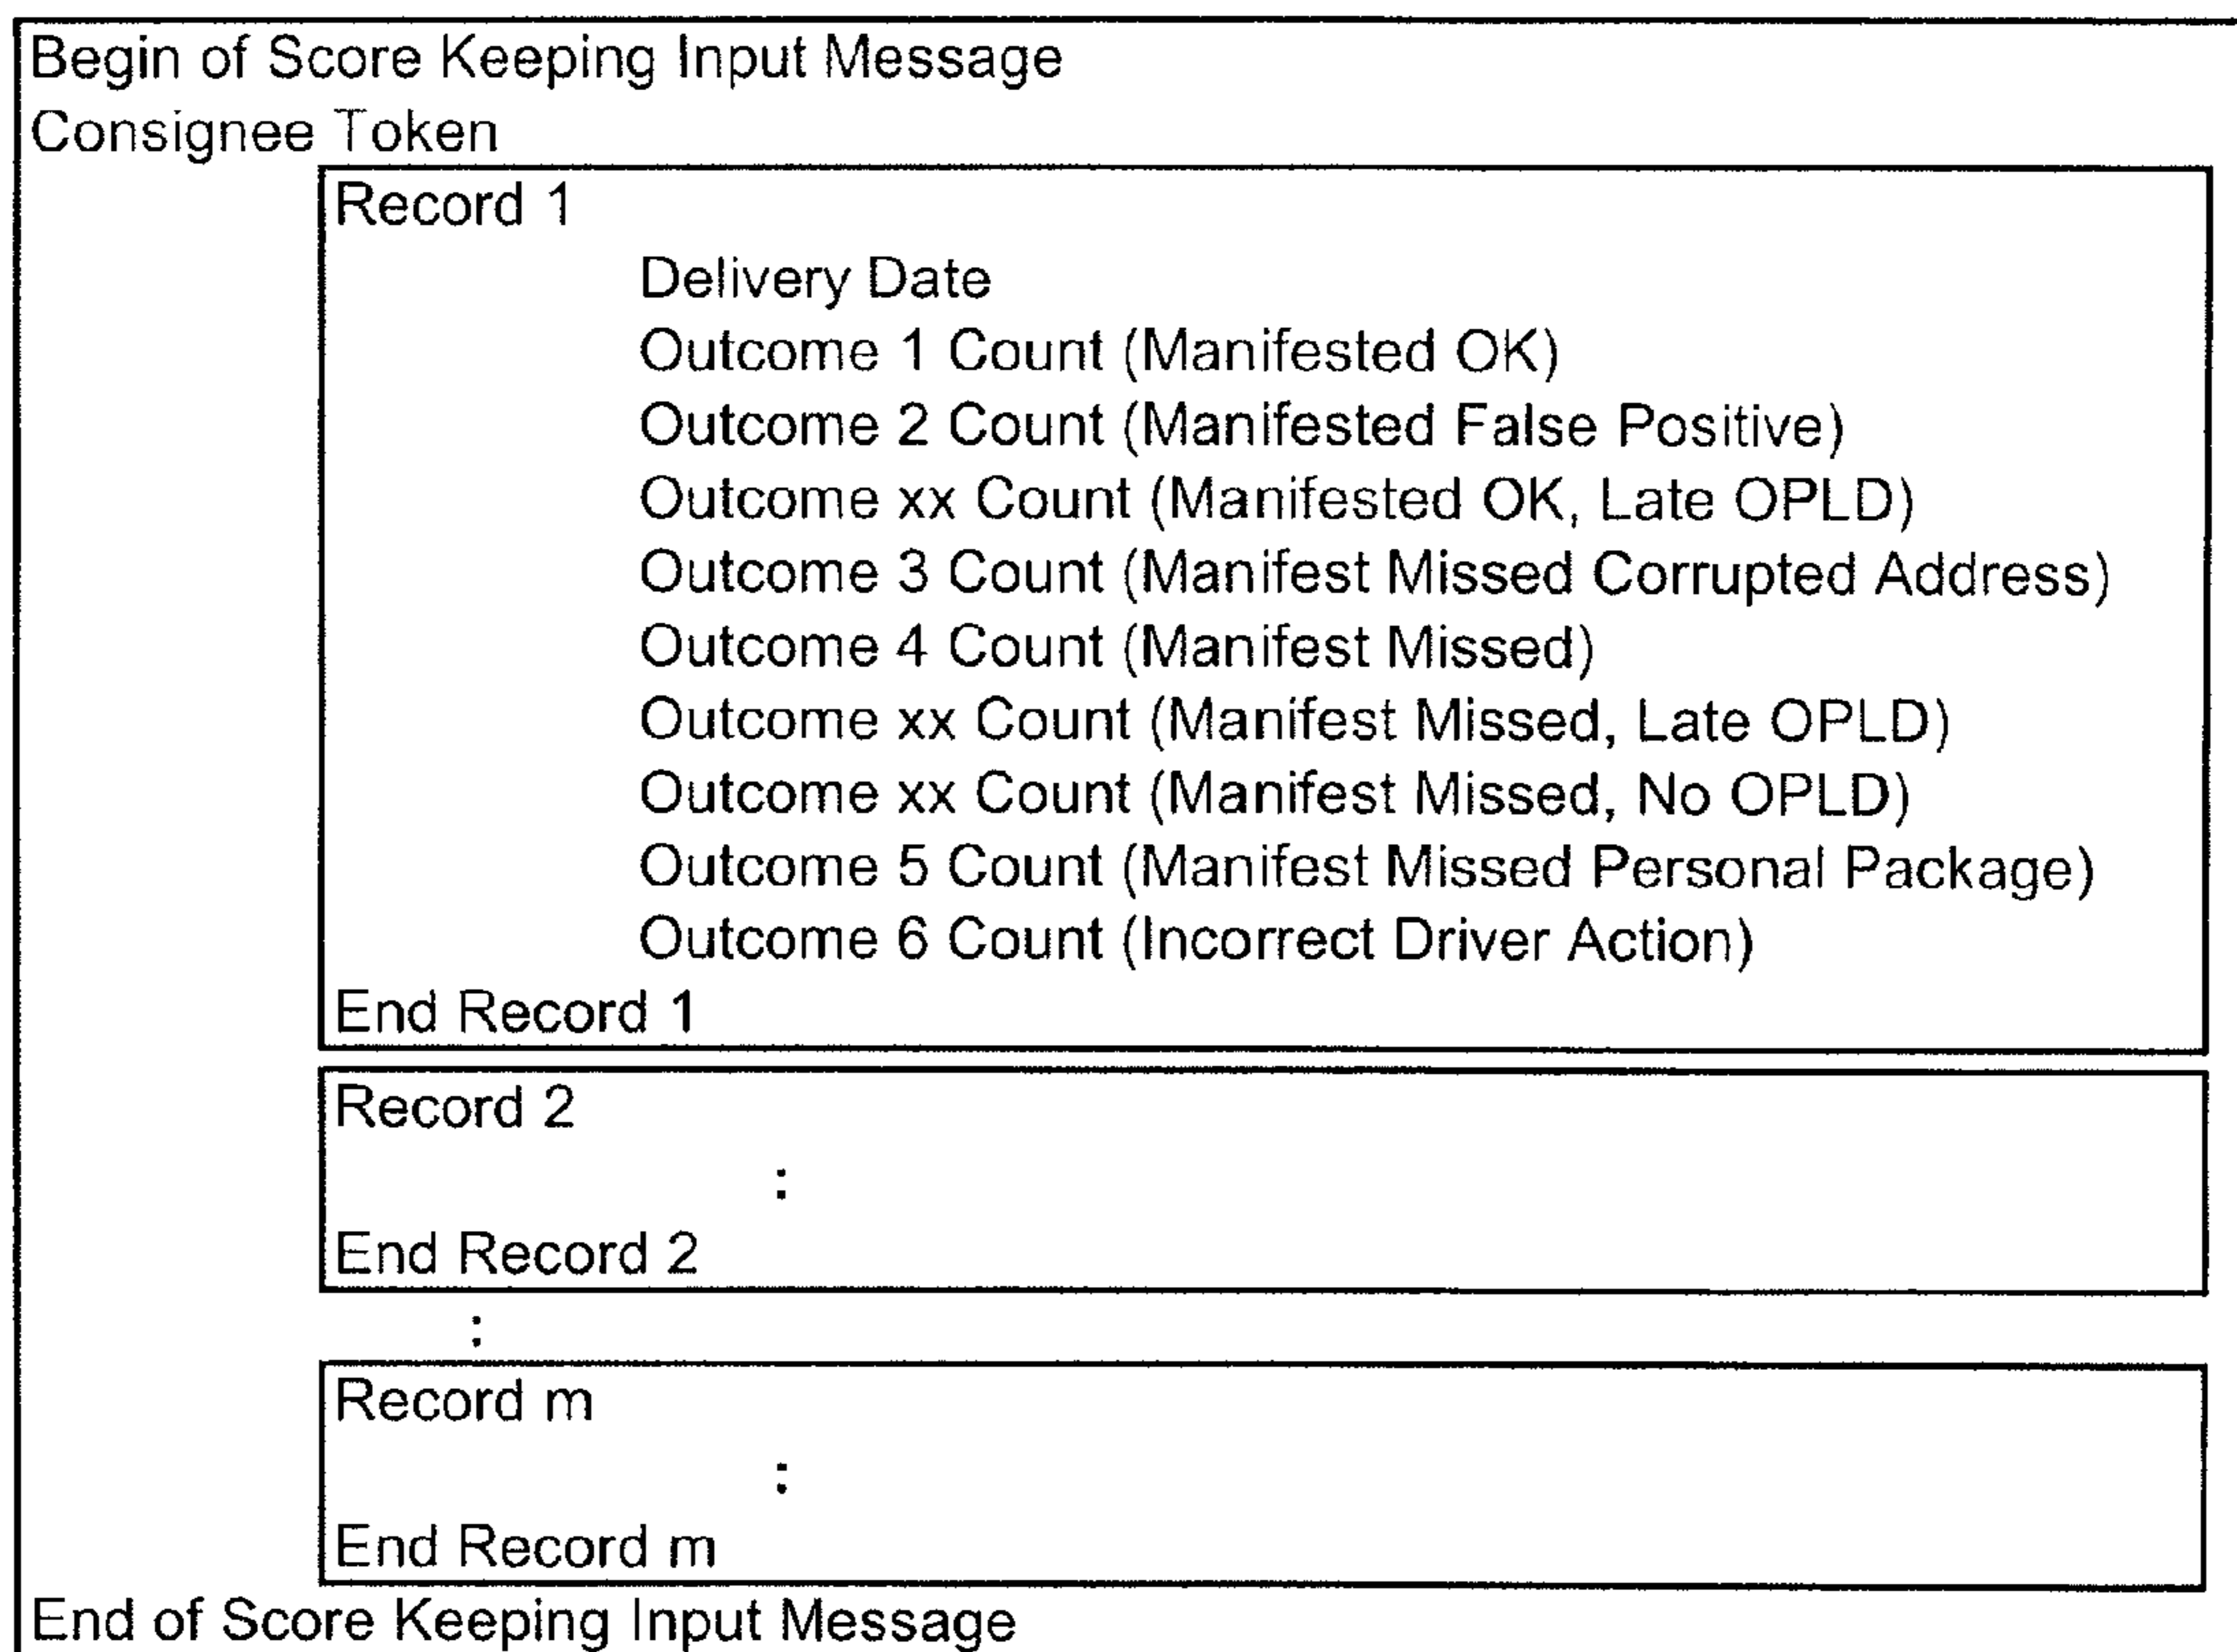 Begin of Score Keeping Input Message
Consignee Token
Record 1
Delivery Date
Outcome 1 Count (Manifested OK)
Outcome 2 Count (Manifested False Positive)
Outcome xx Count (Manifested OK, Late OPLD)
Outcome 3 Count (Manifest Missed Corrupted Address)
Outcome 4 Count (Manifest Missed)
Outcome xx Count (Manifest Missed, Late OPLD)
Outcome xx Count (Manifest Missed, No OPLD)
Outcome 5 Count (Manifest Missed Personal Package)
Outcome 6 Count (Incorrect Driver Action)
End Record 1
Record 2
:
End Record 2
:
Record m
:
End Record m
End of Score Keeping Input Message